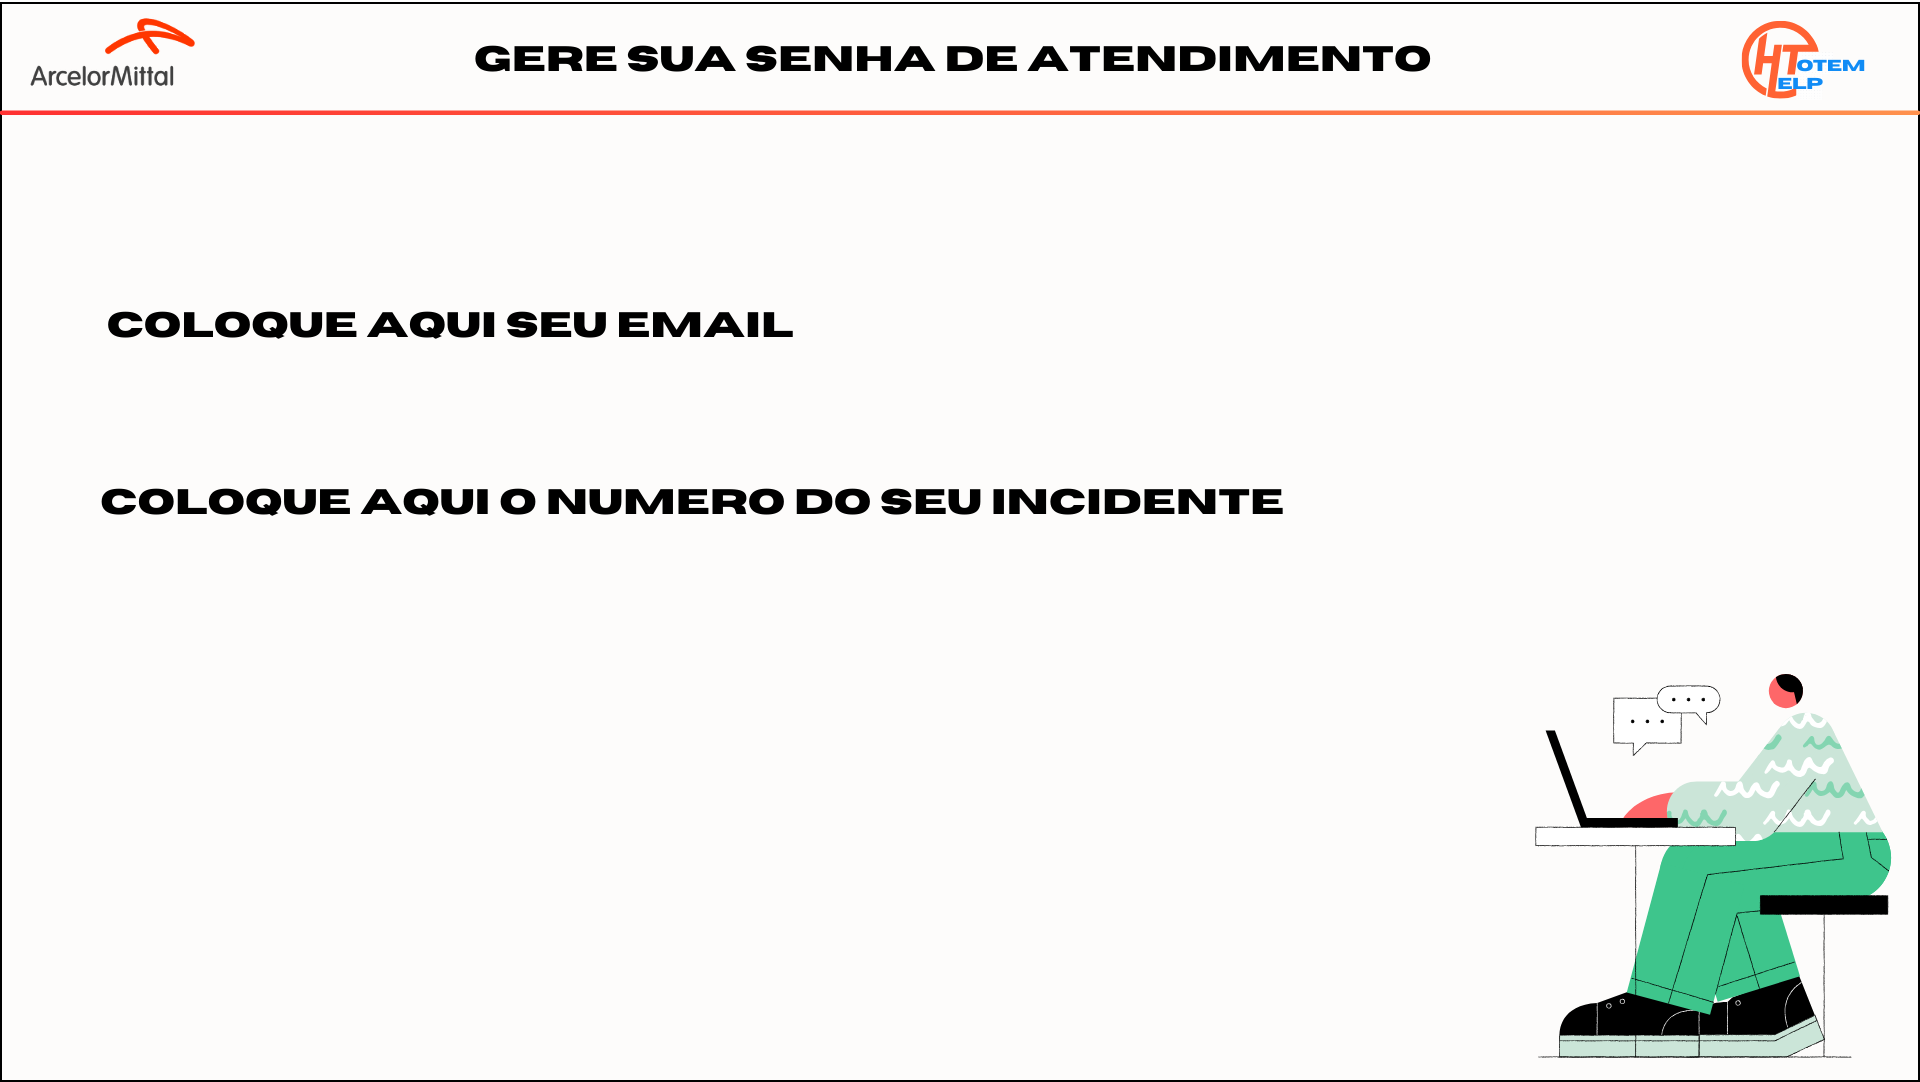 ArcelorMittal
GERE SUA SENHA DE ATENDIMENTO
HTOTEM
ELP
COLOQUE AQUI SEU EMAIL
COLOQUE AQUI O NUMERO DO SEU INCIDENTE